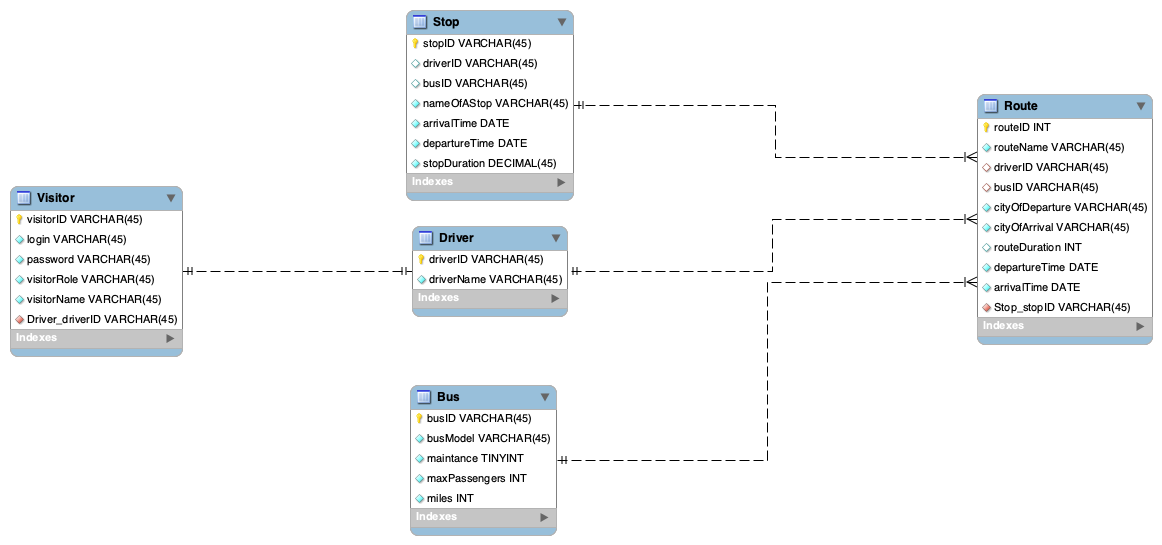 Stop
stopID VARCHAR(45)
driverID VARCHAR(45)
busID VARCHAR(45)
nameOfAStop VARCHAR(45)
arrivalTime DATE
departureTime DATE
stopDuration DECIMAL(45)
Indexes
Visitor
visitorID VARCHAR(45)
login VARCHAR(45)
password VARCHAR(45)
visitorRole VARCHAR(45)
visitorName VARCHAR(45)
Driver_driverID VARCHAR(45)
Indexes
Driver
driverID VARCHAR(45)
driverName VARCHAR(45)
Indexes
Bus
busID VARCHAR(45)
busModel VARCHAR(45)
maintance TINYINT
maxPassengers INT
miles INT
Indexes
Route
routeID INT
routeName VARCHAR(45)
driverID VARCHAR(45)
busID VARCHAR(45)
cityOfDeparture VARCHAR(45)
cityOfArrival VARCHAR(45)
routeDuration INT
departureTime DATE
arrivalTime DATE
Stop_stopID VARCHAR(45)
Indexes